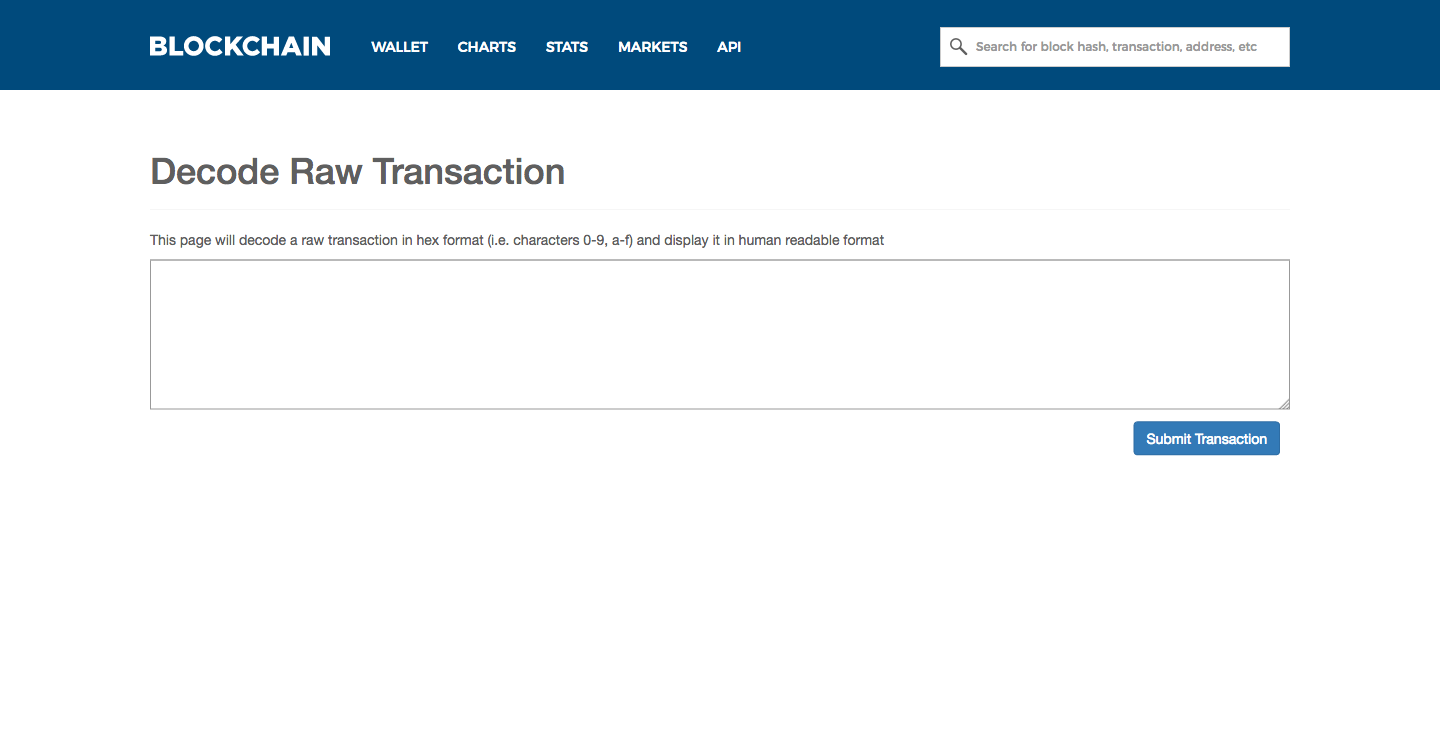 BLOCKCHAIN WALLET CHARTS STATS MARKETS API Search for block hash, transaction, address, etc
Decode Raw Transaction
This page will decode a raw transaction in hex format (i.e. characters 0-9, a-f) and display it in human readable format
Submit Transaction